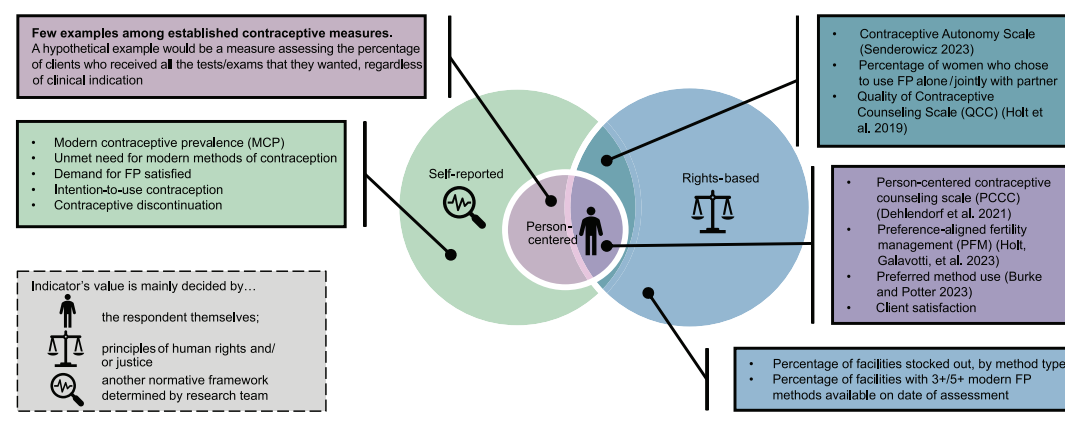 Few examples among established contraceptive measures.
A hypothetical example would be a measure assessing the percentage
of clients who received all the tests/exams that they wanted, regardless
of clinical indication
• Modern contraceptive prevalence (MCP)
• Unmet need for modern methods of contraception
• Demand for FP satisfied
• Intention-to-use contraception
• Contraceptive discontinuation
Indicator's value is mainly decided by…
the respondent themselves;
principles of human rights and/
or justice
another normative framework
determined by research team
Self-reported
Person-
centered
Rights-based
• Contraceptive Autonomy Scale
(Senderowicz 2023)
• Percentage of women who chose
to use FP alone/jointly with partner
• Quality of Contraceptive
Counseling Scale (QCC) (Holt
et al. 2019)
• Person-centered contraceptive
counseling scale (PCCC)
(Dehlendorf et al. 2021)
• Preference-aligned fertility
management (PFM) (Holt,
Galavotti, et al. 2023)
• Preferred method use (Burke
and Potter 2023)
• Client satisfaction
• Percentage of facilities stocked out, by method type
• Percentage of facilities with 3+/5+ modern FP
methods available on date of assessment